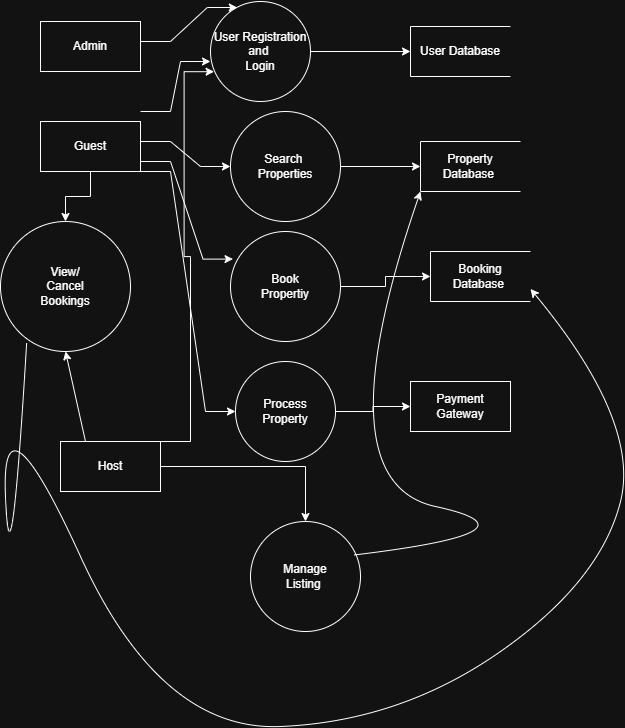 Admin
User Registration
and
Login
User Database
Guest
Search
Properties
Property
Database
View/
Cancel
Bookings
Book
Propertiy
Booking
Database
Process
Property
Payment
Gateway
Host
Manage
Listing